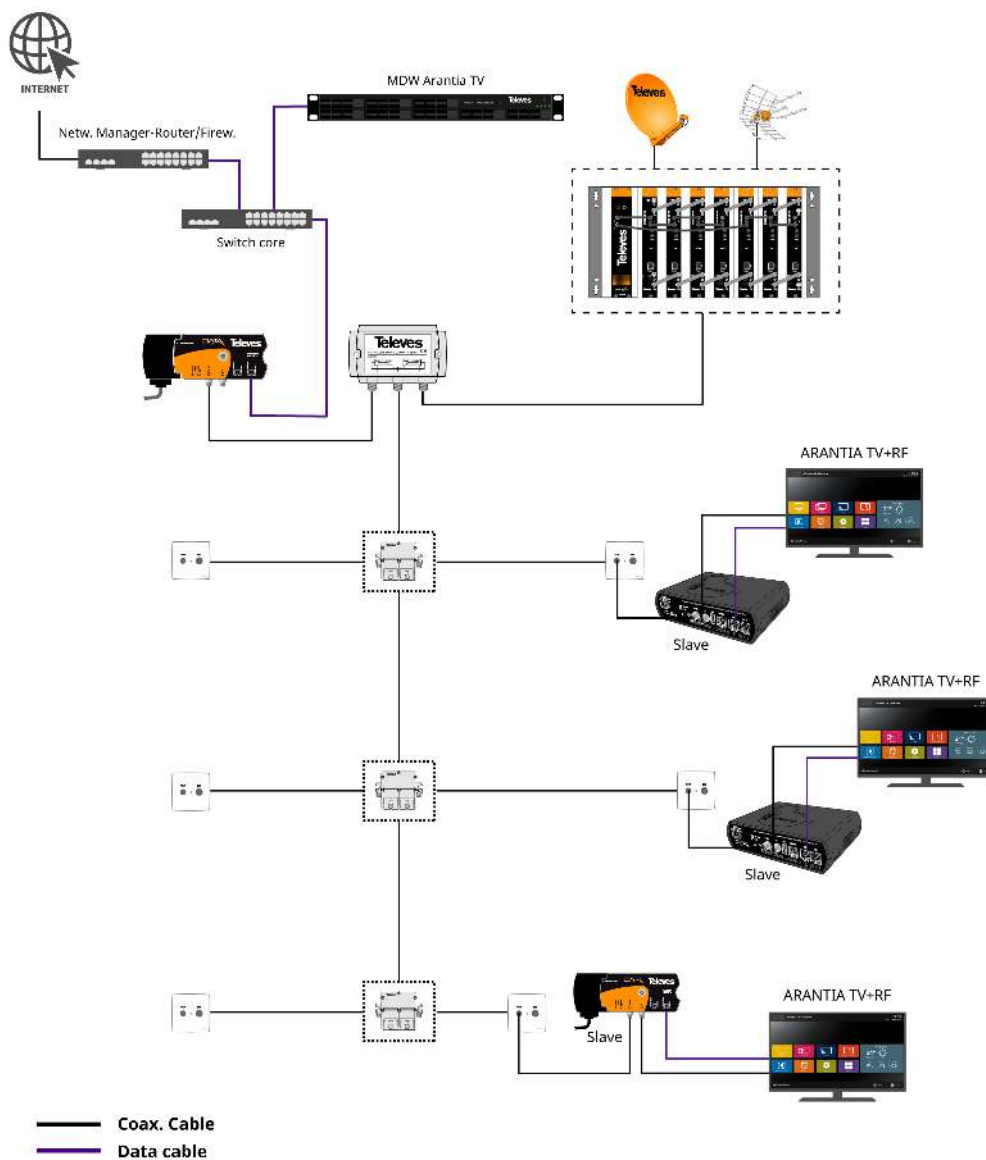 INTERNET
MDW Arantia TV
Televes
Televes
Netw. Manager-Router/Firew.
Switch core
Televes
Televes
Televes
ARANTIA TV+RF
Slave
ARANTIA TV+RF
Slave
Televes
ARANTIA TV+RF
Slave
Coax. Cable
Data cable